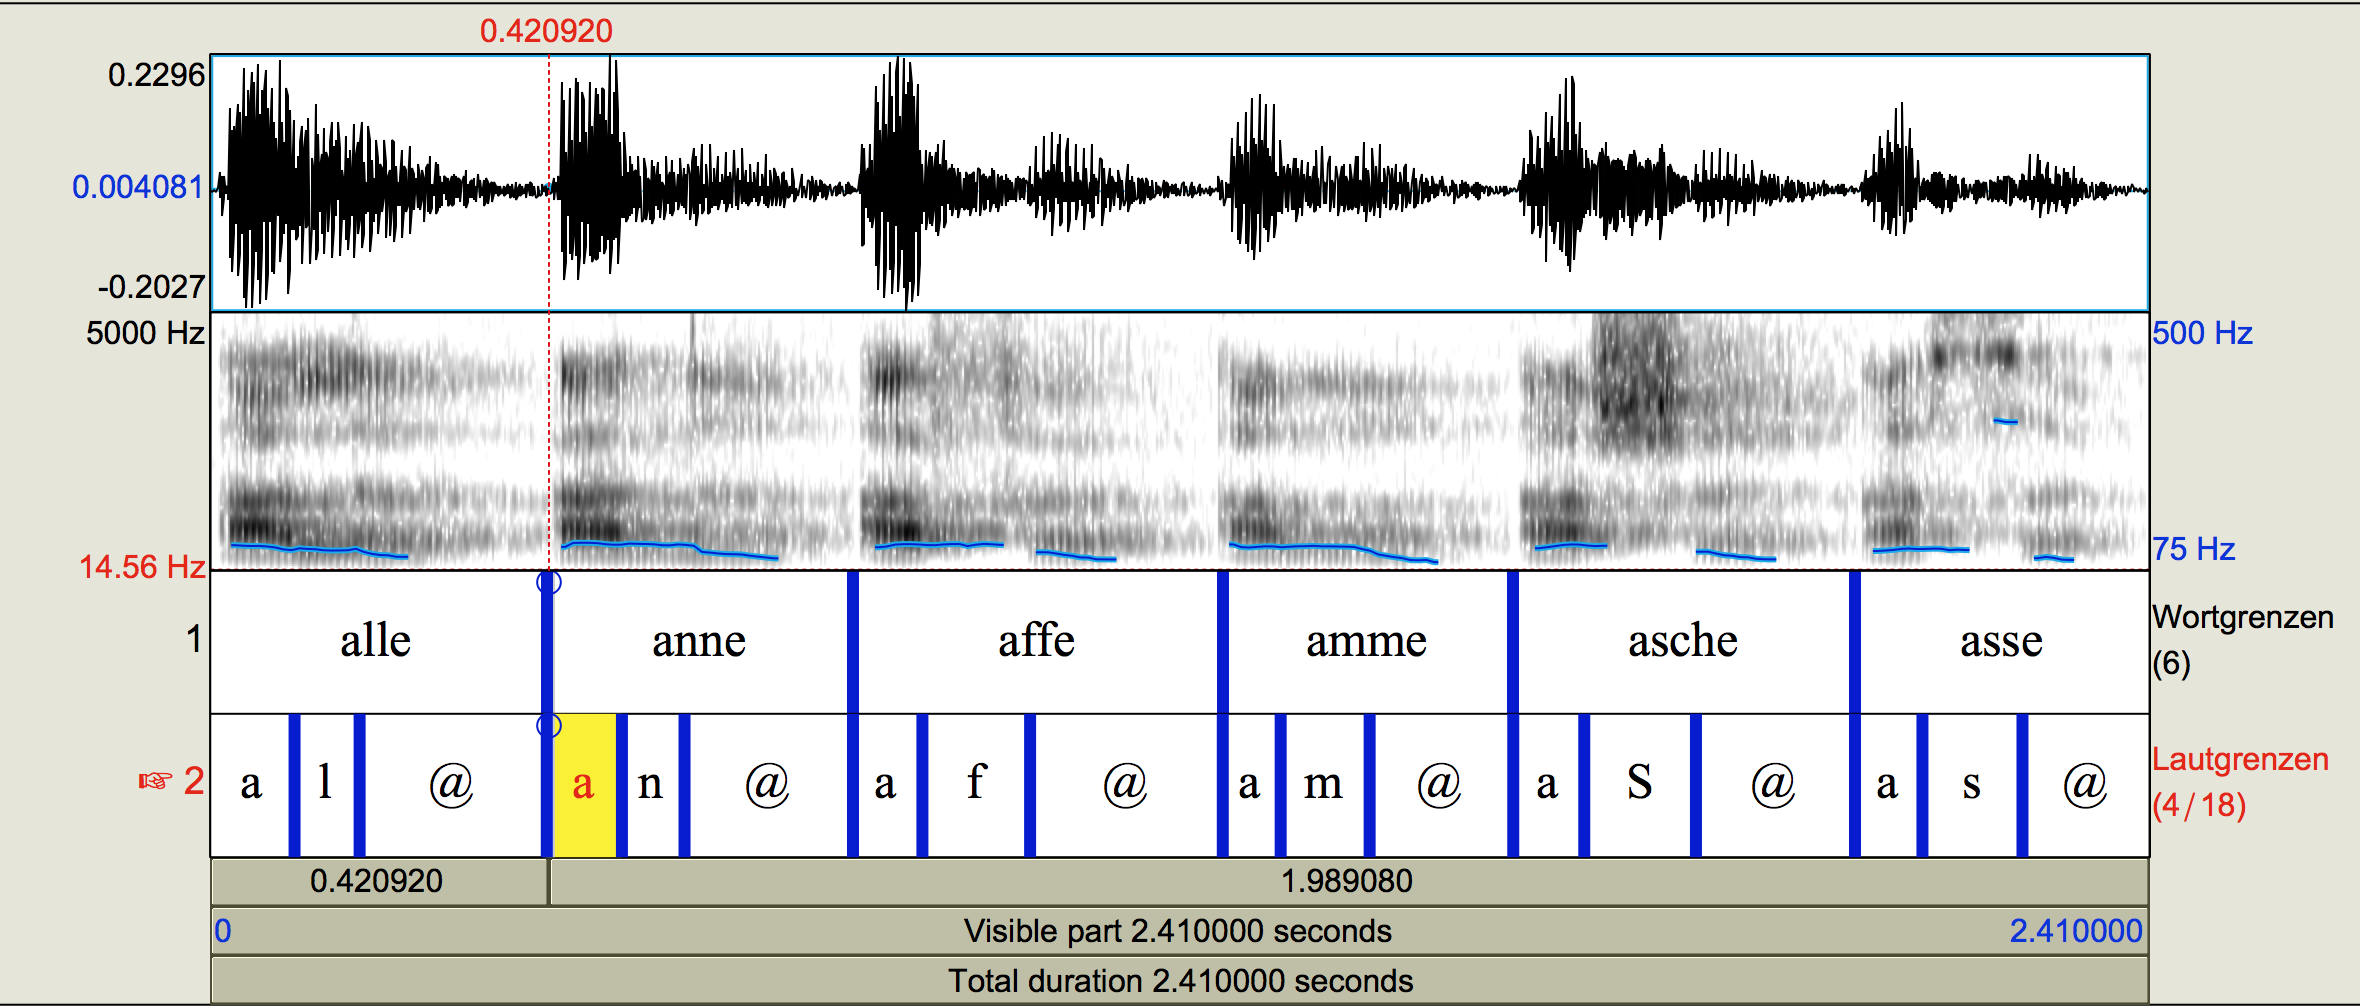 0.420920
0.2296
0.004081
-0.2027
5000 Hz
500 Hz
14.56 Hz
75 Hz
1
alle anne affe amme asche asse
Wortgrenzen
(6)
☞ 2
a l @ a n @ a f @ a m @ a S @ a s @
Lautgrenzen
(4/18)
0.420920 1.989080
0 Visible part 2.410000 seconds 2.410000
Total duration 2.410000 seconds